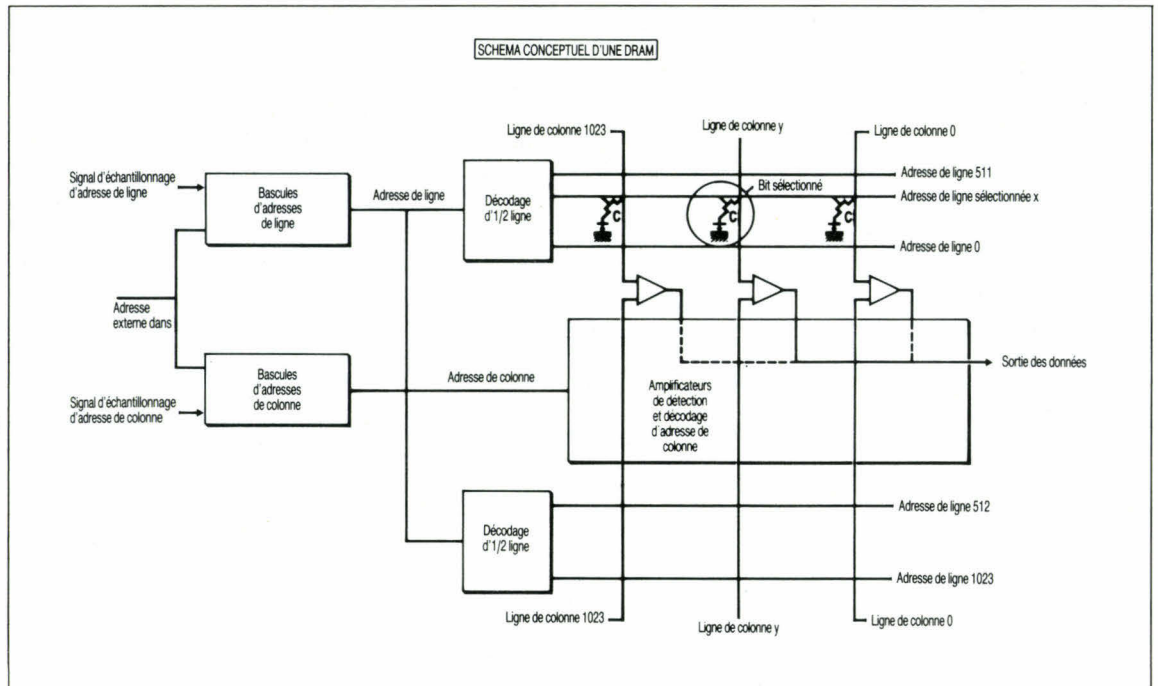 SCHEMA CONCEPTUEL D'UNE DRAM
Ligne de colonne 1023
Ligne de colonne y
Ligne de colonne 0
Signal d'échantillonnage
d'adresse de ligne
Bascules
d'adresses
de ligne
Adresse de ligne
Décodage
d'1/2 ligne
Bit sélectionné
Adresse de ligne 511
Adresse de ligne sélectionnée x
C
C
C
Adresse de ligne 0
Adresse
externe dans
Bascules
d'adresses
de colonne
Signal d'échantillonnage
d'adresse de colonne
Adresse de colonne
Amplificateurs
de détection
et décodage
d'adresse de
colonne
Sortie des données
Décodage
d'1/2 ligne
Adresse de ligne 512
Adresse de ligne 1023
Ligne de colonne 1023
Ligne de colonne y
Ligne de colonne 0